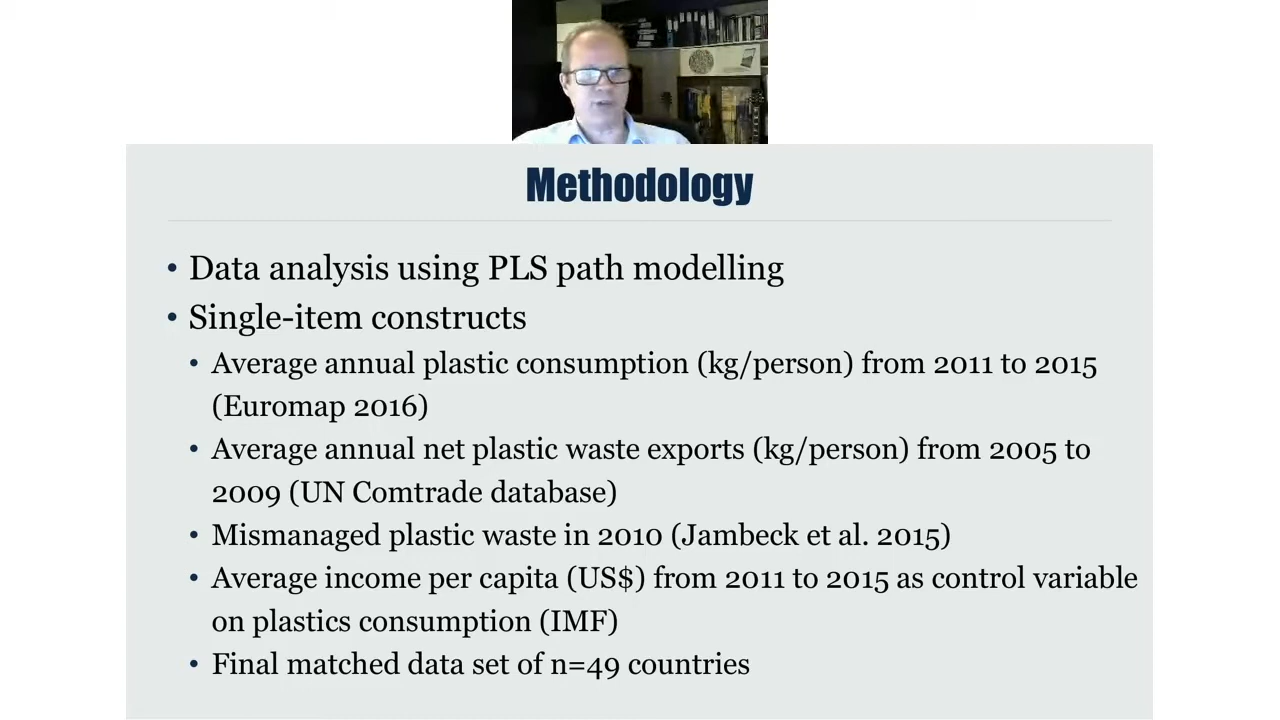 Methodology
• Data analysis using PLS path modelling
• Single-item constructs
• Average annual plastic consumption (kg/person) from 2011 to 2015
(Euromap 2016)
• Average annual net plastic waste exports (kg/person) from 2005 to
2009 (UN Comtrade database)
• Mismanaged plastic waste in 2010 (Jambeck et al. 2015)
• Average income per capita (US$) from 2011 to 2015 as control variable
on plastics consumption (IMF)
• Final matched data set of n=49 countries